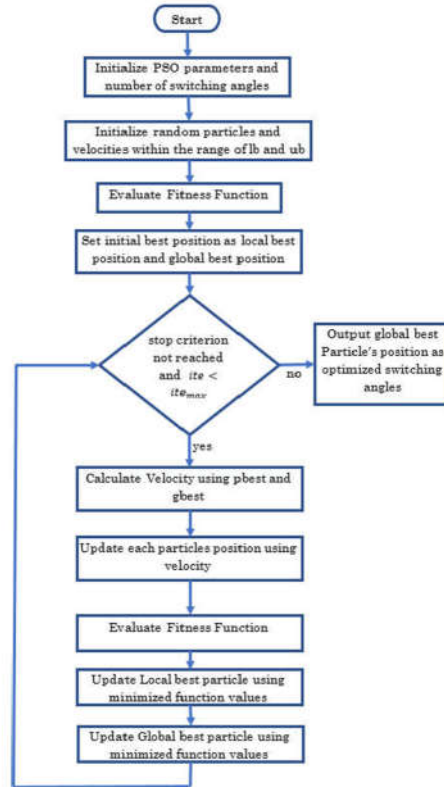 Start
Initialize PSO parameters and
number of switching angles
Initialize random particles and
velocities within the range of lb and ub
Evaluate Fitness Function
Set initial best position as local best
position and global best position
stop criterion
not reached
and ite <
ite_max
no
Output global best
Particle's position as
optimized switching
angles
yes
Calculate Velocity using pbest and
gbest
Update each particles position using
velocity
Evaluate Fitness Function
Update Local best particle using
minimized function values
Update Global best particle using
minimized function values